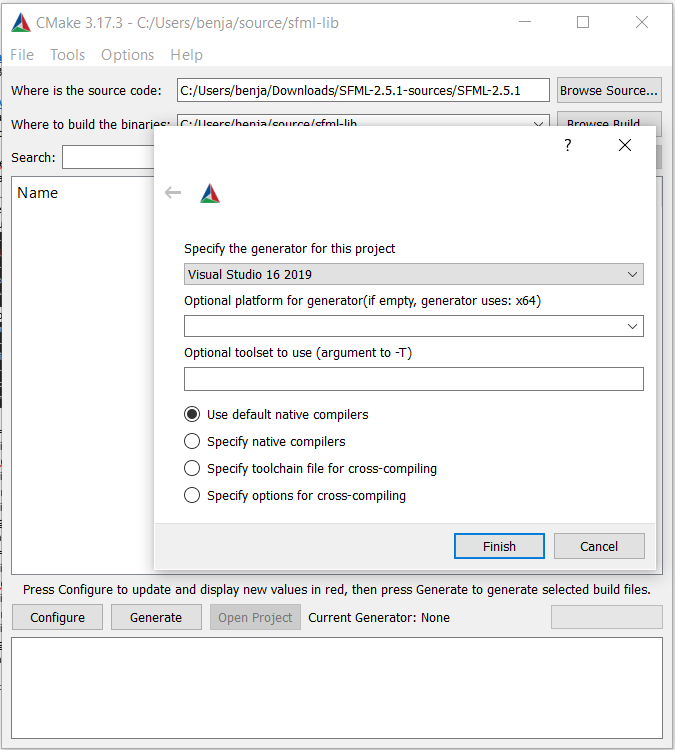 CMake 3.17.3 - C:/Users/benja/source/sfml-lib
File Tools Options Help
Where is the source code: C:/Users/benja/Downloads/SFML-2.5.1-sources/SFML-2.5.1 Browse Source...
Where to build the binaries: C:/Users/benja/source/sfml-lib Browse Build...
Search:
?
Name
Specify the generator for this project
Visual Studio 16 2019
Optional platform for generator(if empty, generator uses: x64)
Optional toolset to use (argument to -T)
Use default native compilers
Specify native compilers
Specify toolchain file for cross-compiling
Specify options for cross-compiling
Finish Cancel
Press Configure to update and display new values in red, then press Generate to generate selected build files.
Configure Generate Open Project Current Generator: None